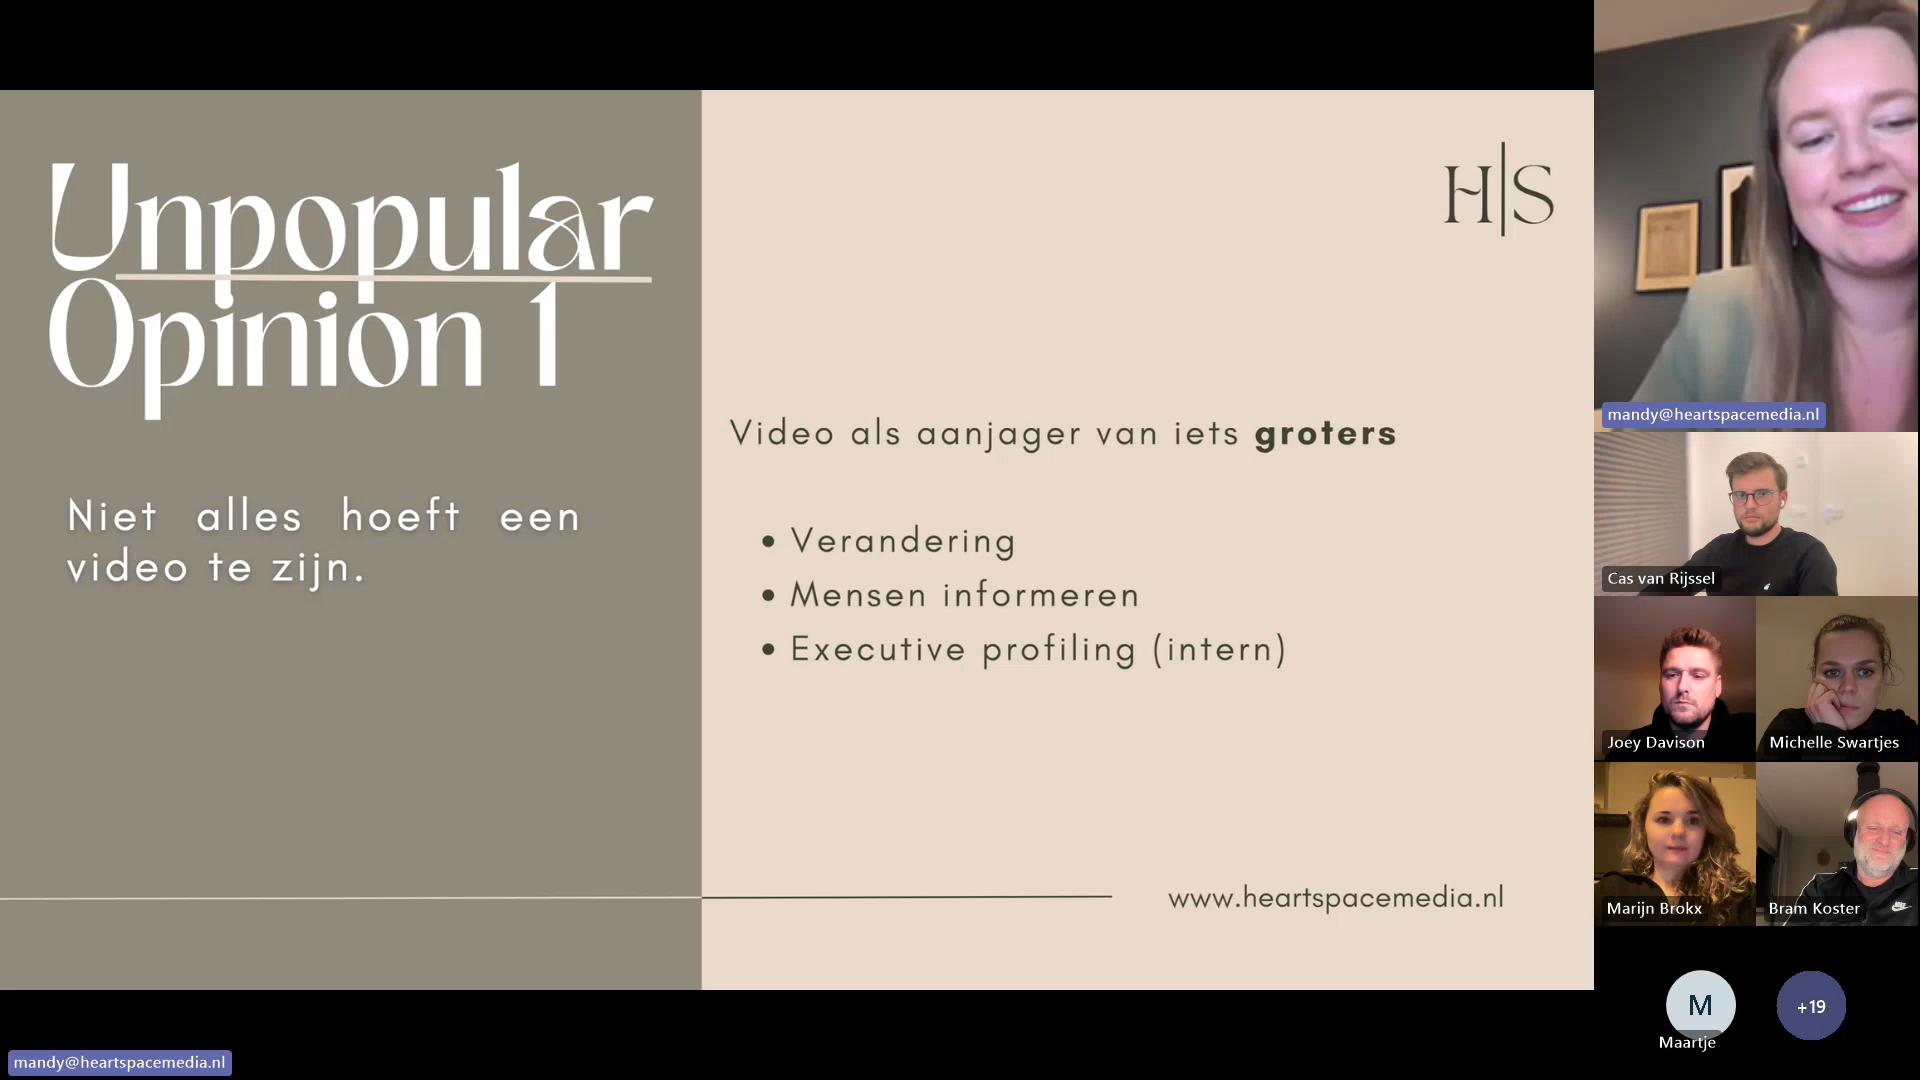 Unpopular
Opinion 1
Niet alles hoeft een
video te zijn.
H|S
Video als aanjager van iets groters
• Verandering
• Mensen informeren
• Executive profiling (intern)
www.heartspacemedia.nl
mandy@heartspacemedia.nl
Cas van Rijssel
Joey Davison
Michelle Swartjes
Marijn Brokx
Bram Koster
M
Maartje
+19
mandy@heartspacemedia.nl